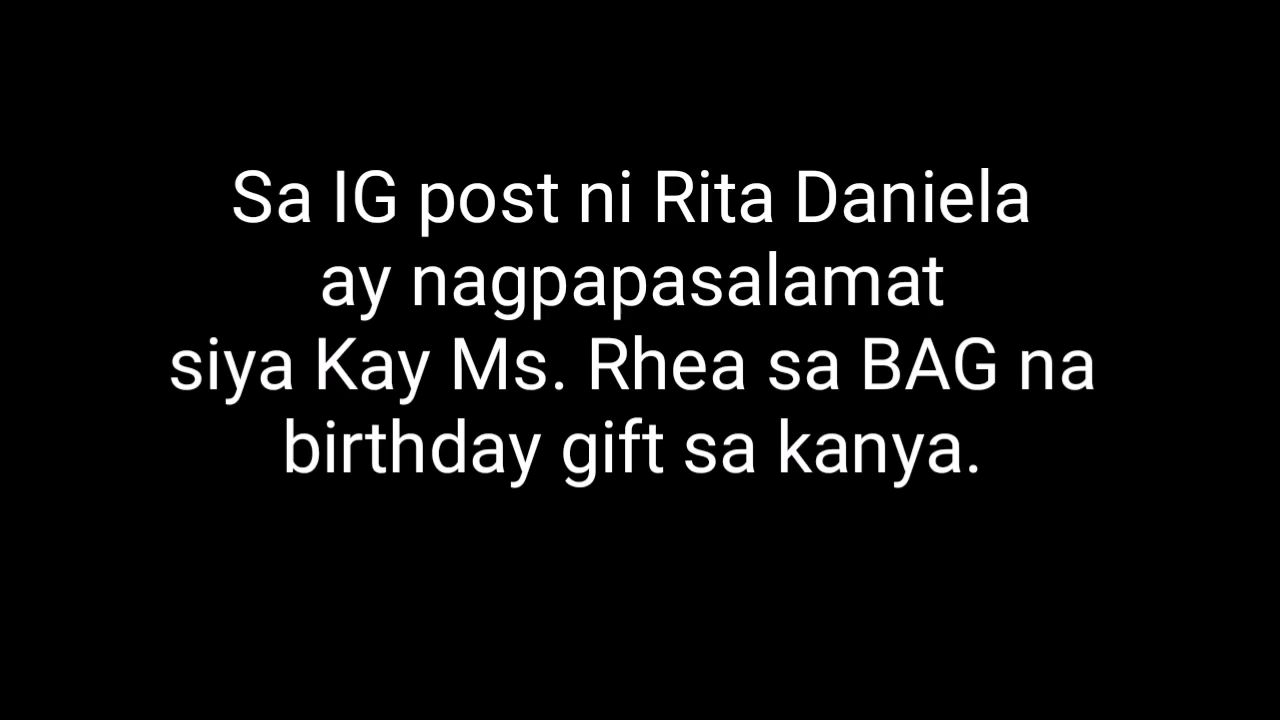 Sa IG post ni Rita Daniela
ay nagpapasalamat
siya Kay Ms. Rhea sa BAG na
birthday gift sa kanya.